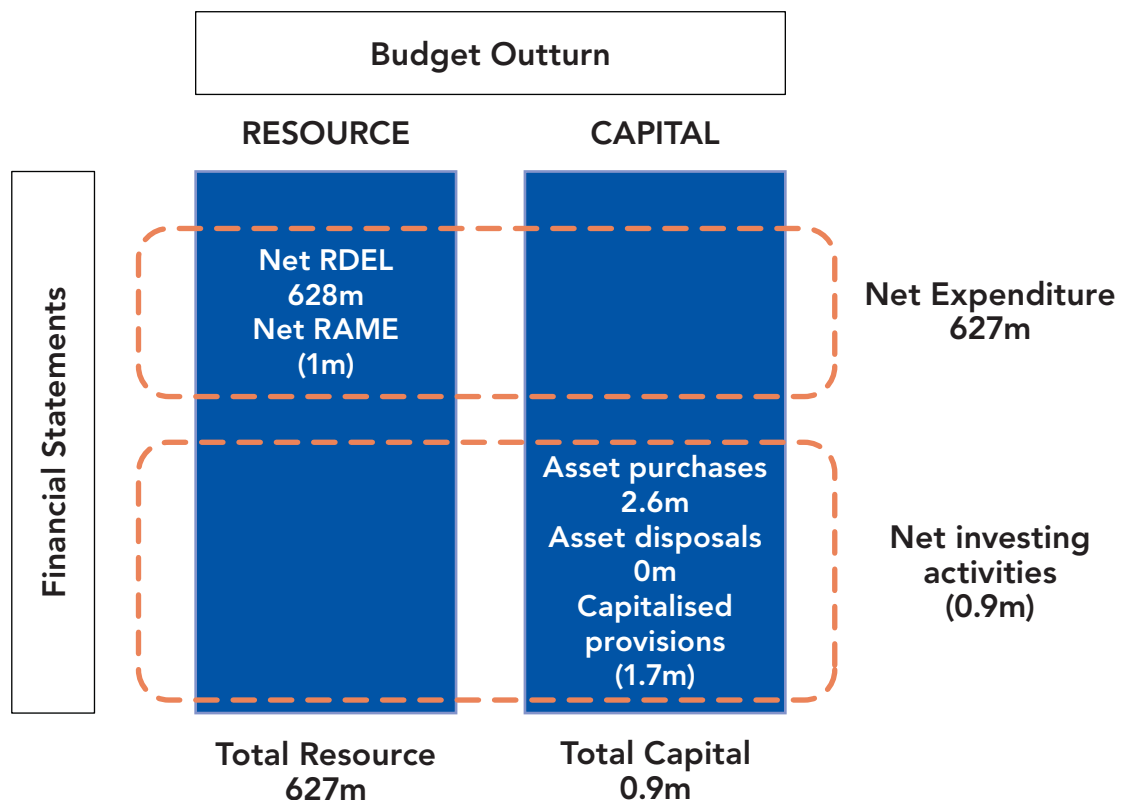 Budget Outturn
RESOURCE
CAPITAL
Financial Statements
Net RDEL
628m
Net RAME
(1m)
Net Expenditure
627m
Asset purchases
2.6m
Asset disposals
0m
Capitalised
provisions
(1.7m)
Net investing
activities
(0.9m)
Total Resource
627m
Total Capital
0.9m